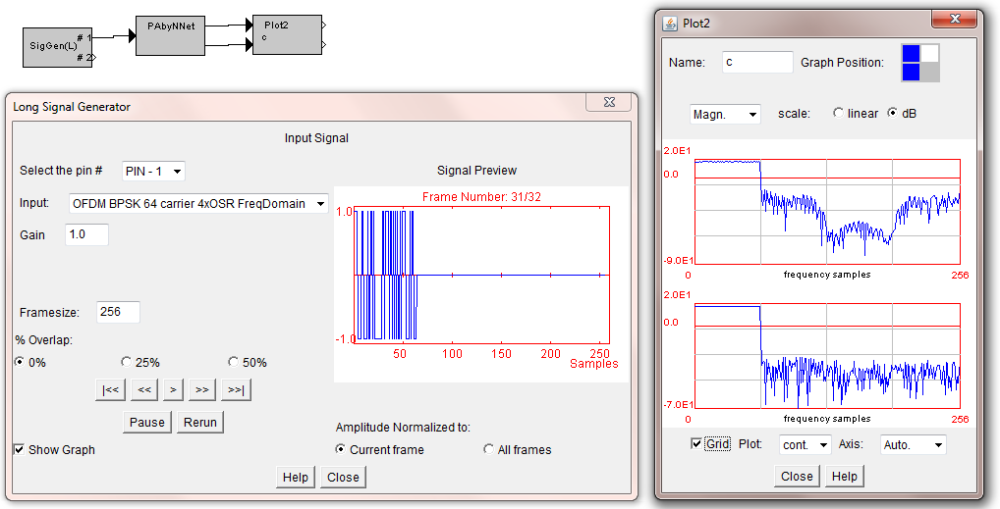 SigGen(L)
# 1
# 2
PAbyNNet
Plot2
c
Long Signal Generator
Input Signal
Select the pin # PIN - 1
Signal Preview
Input: OFDM BPSK 64 carrier 4xOSR FreqDomain
Frame Number: 31/32
Gain 1.0
1.0
-1.0
50 100 150 200 250
Samples
Framesize: 256
% Overlap:
0% 25% 50%
|<< << > >> >>|
Pause Rerun
Amplitude Normalized to:
Show Graph
Current frame All frames
Help Close
Plot2
Name: c Graph Position:
Magn. scale: linear dB
2.0E1
0.0
-9.0E1
0 frequency samples 256
2.0E1
0.0
-7.0E1
0 frequency samples 256
Grid Plot: cont. Axis: Auto.
Close Help